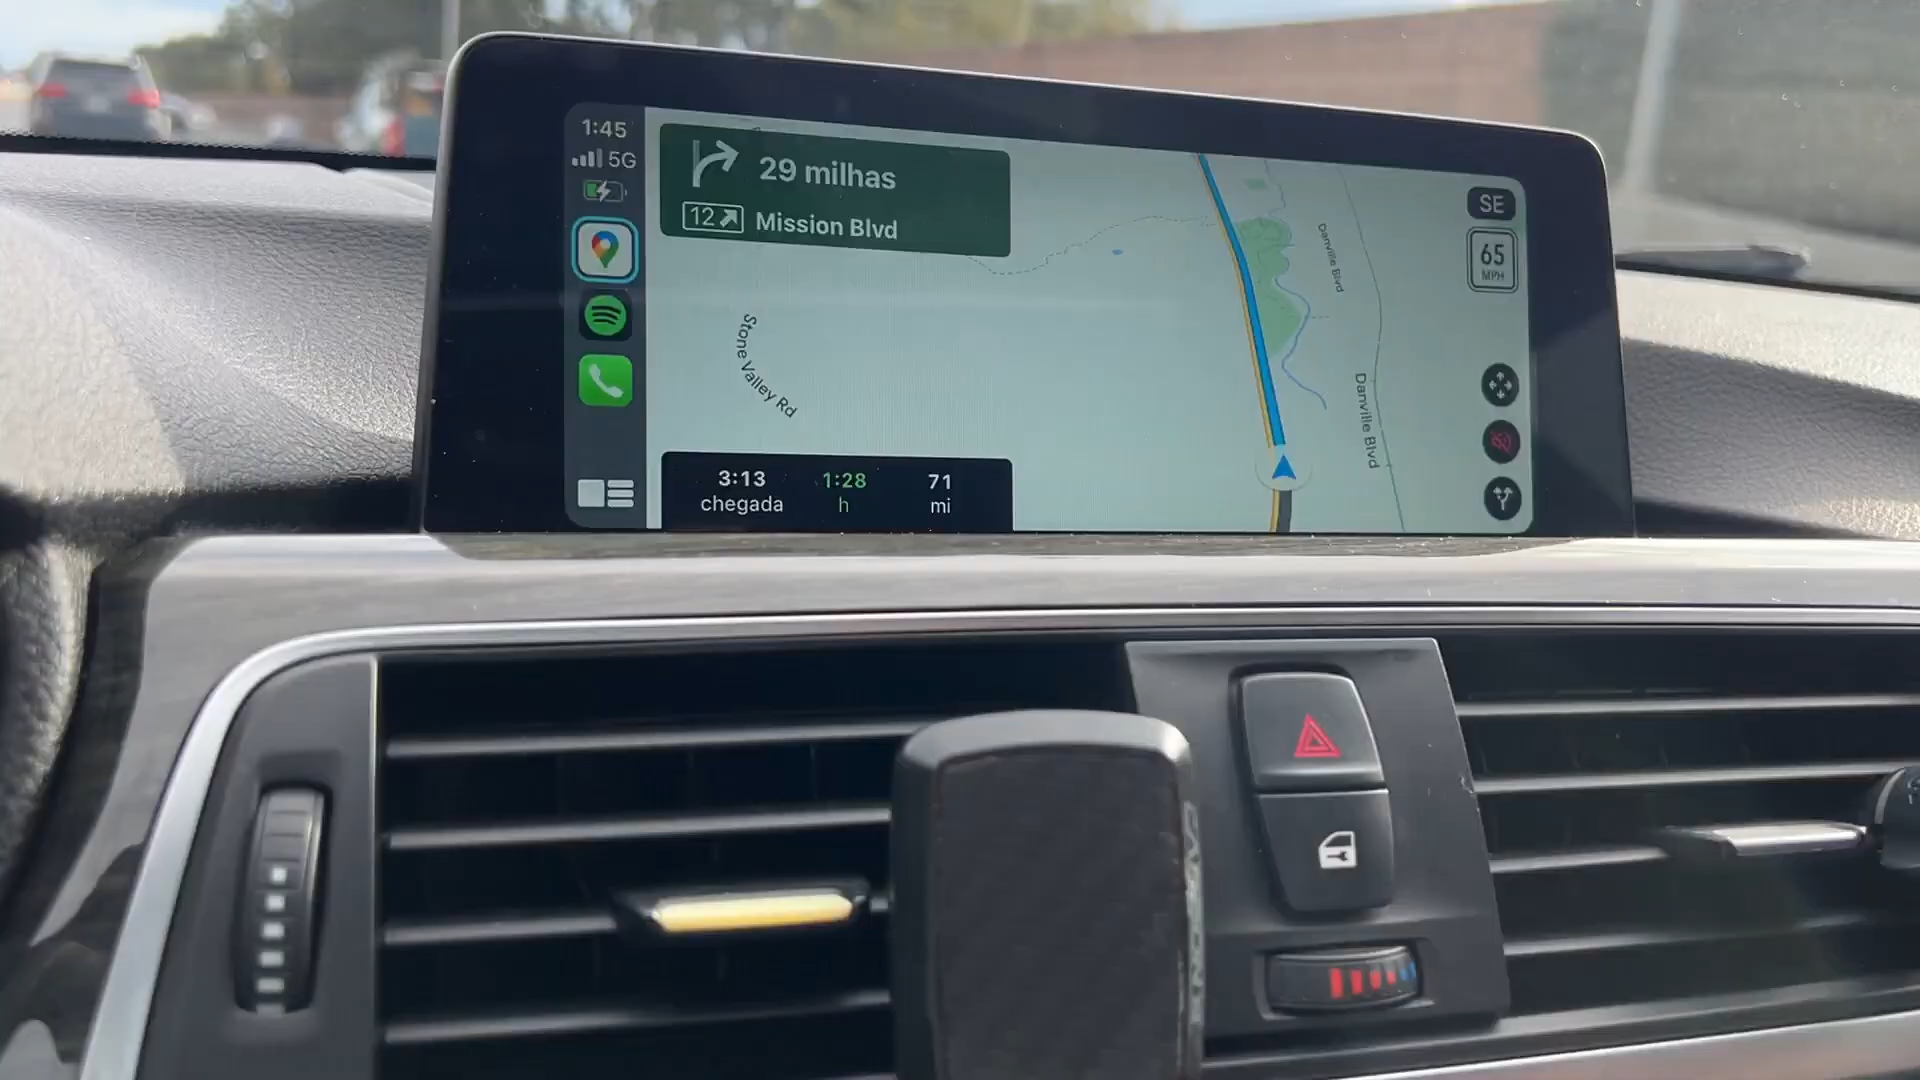 1:45
5G
29 milhas
12 Mission Blvd
SE
65
MPH
Danville Blvd
Stone Valley Rd
Danville Blvd
3:13 1:28 71
chegada h mi